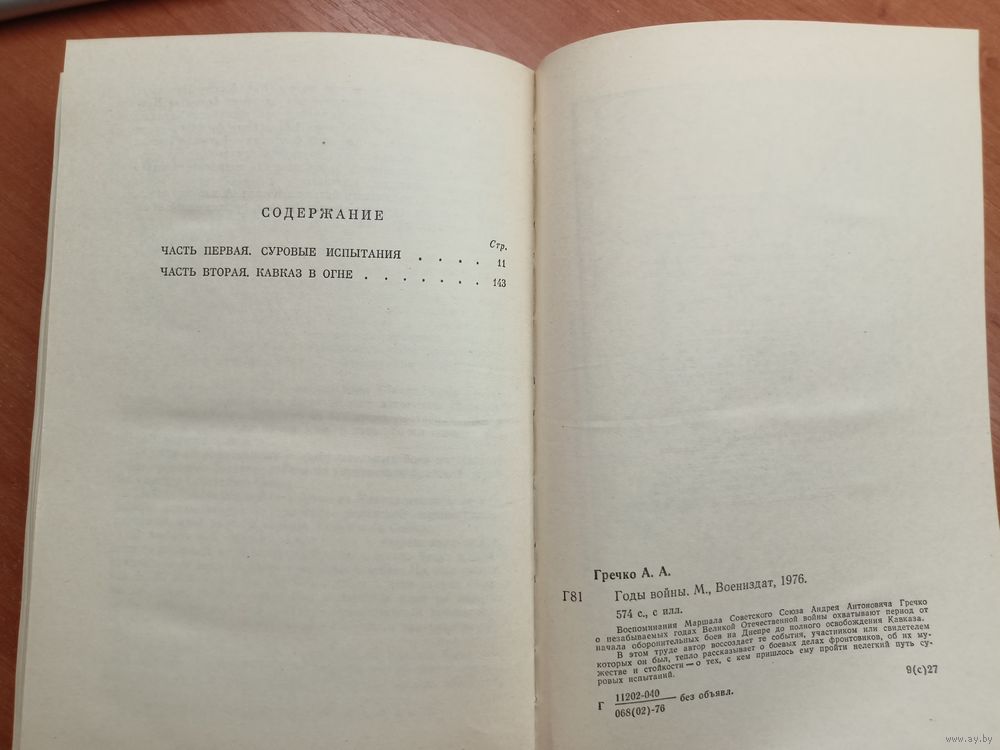 СОДЕРЖАНИЕ
Стр.
ЧАСТЬ ПЕРВАЯ. СУРОВЫЕ ИСПЫТАНИЯ . . . . 11
ЧАСТЬ ВТОРАЯ. КАВКАЗ В ОГНЕ . . . . . . . 143
Гречко А. А.
Г81 Годы войны. М., Воениздат, 1976.
574 с., с илл.
Воспоминания Маршала Советского Союза Андрея Антоновича Гречко
о незабываемых годах Великой Отечественной войны охватывают период от
начала оборонительных боев на Днепре до полного освобождения Кавказа.
В этом труде автор воссоздает те события, участником или свидетелем
которых он был, тепло рассказывает о боевых делах фронтовиков, об их му-
жестве и стойкости — о тех, с кем пришлось ему пройти нелегкий путь су-
ровых испытаний.
9(с)27
Г 11202-040
068(02)-76 — без объявл.
www.ay.by